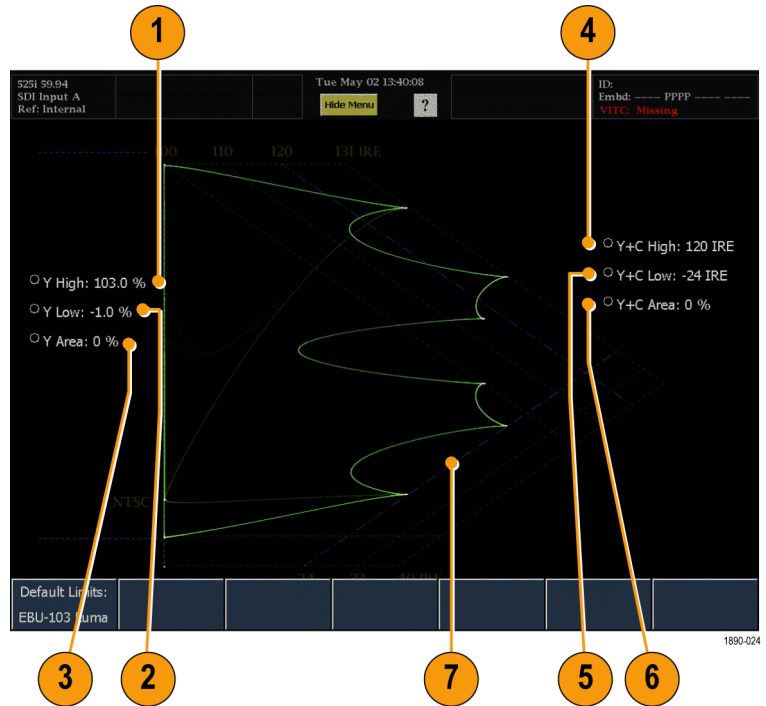 1
4
525i 59.94
SDI Input A
Ref: Internal
Tue May 02 13:40:08
Hide Menu
?
ID:
Embd: ---- PPPP ---- ----
VITC: Missing
100 110 120 131 IRE
Y High: 103.0 %
Y Low: -1.0 %
Y Area: 0 %
Y+C High: 120 IRE
Y+C Low: -24 IRE
Y+C Area: 0 %
NTSC
-24 -33 -40 IRE
Default Limits:
EBU-103 Luma
1890-024
3
2
7
5
6